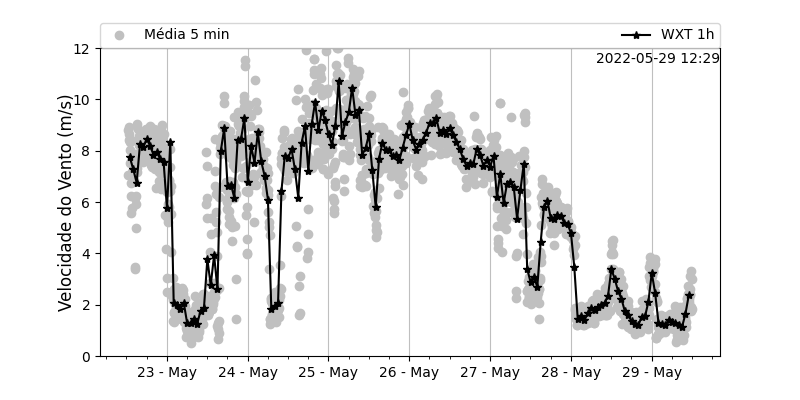 Média 5 min
WXT 1h
2022-05-29 12:29
Velocidade do Vento (m/s)
12
10
8
6
4
2
0
23 - May
24 - May
25 - May
26 - May
27 - May
28 - May
29 - May